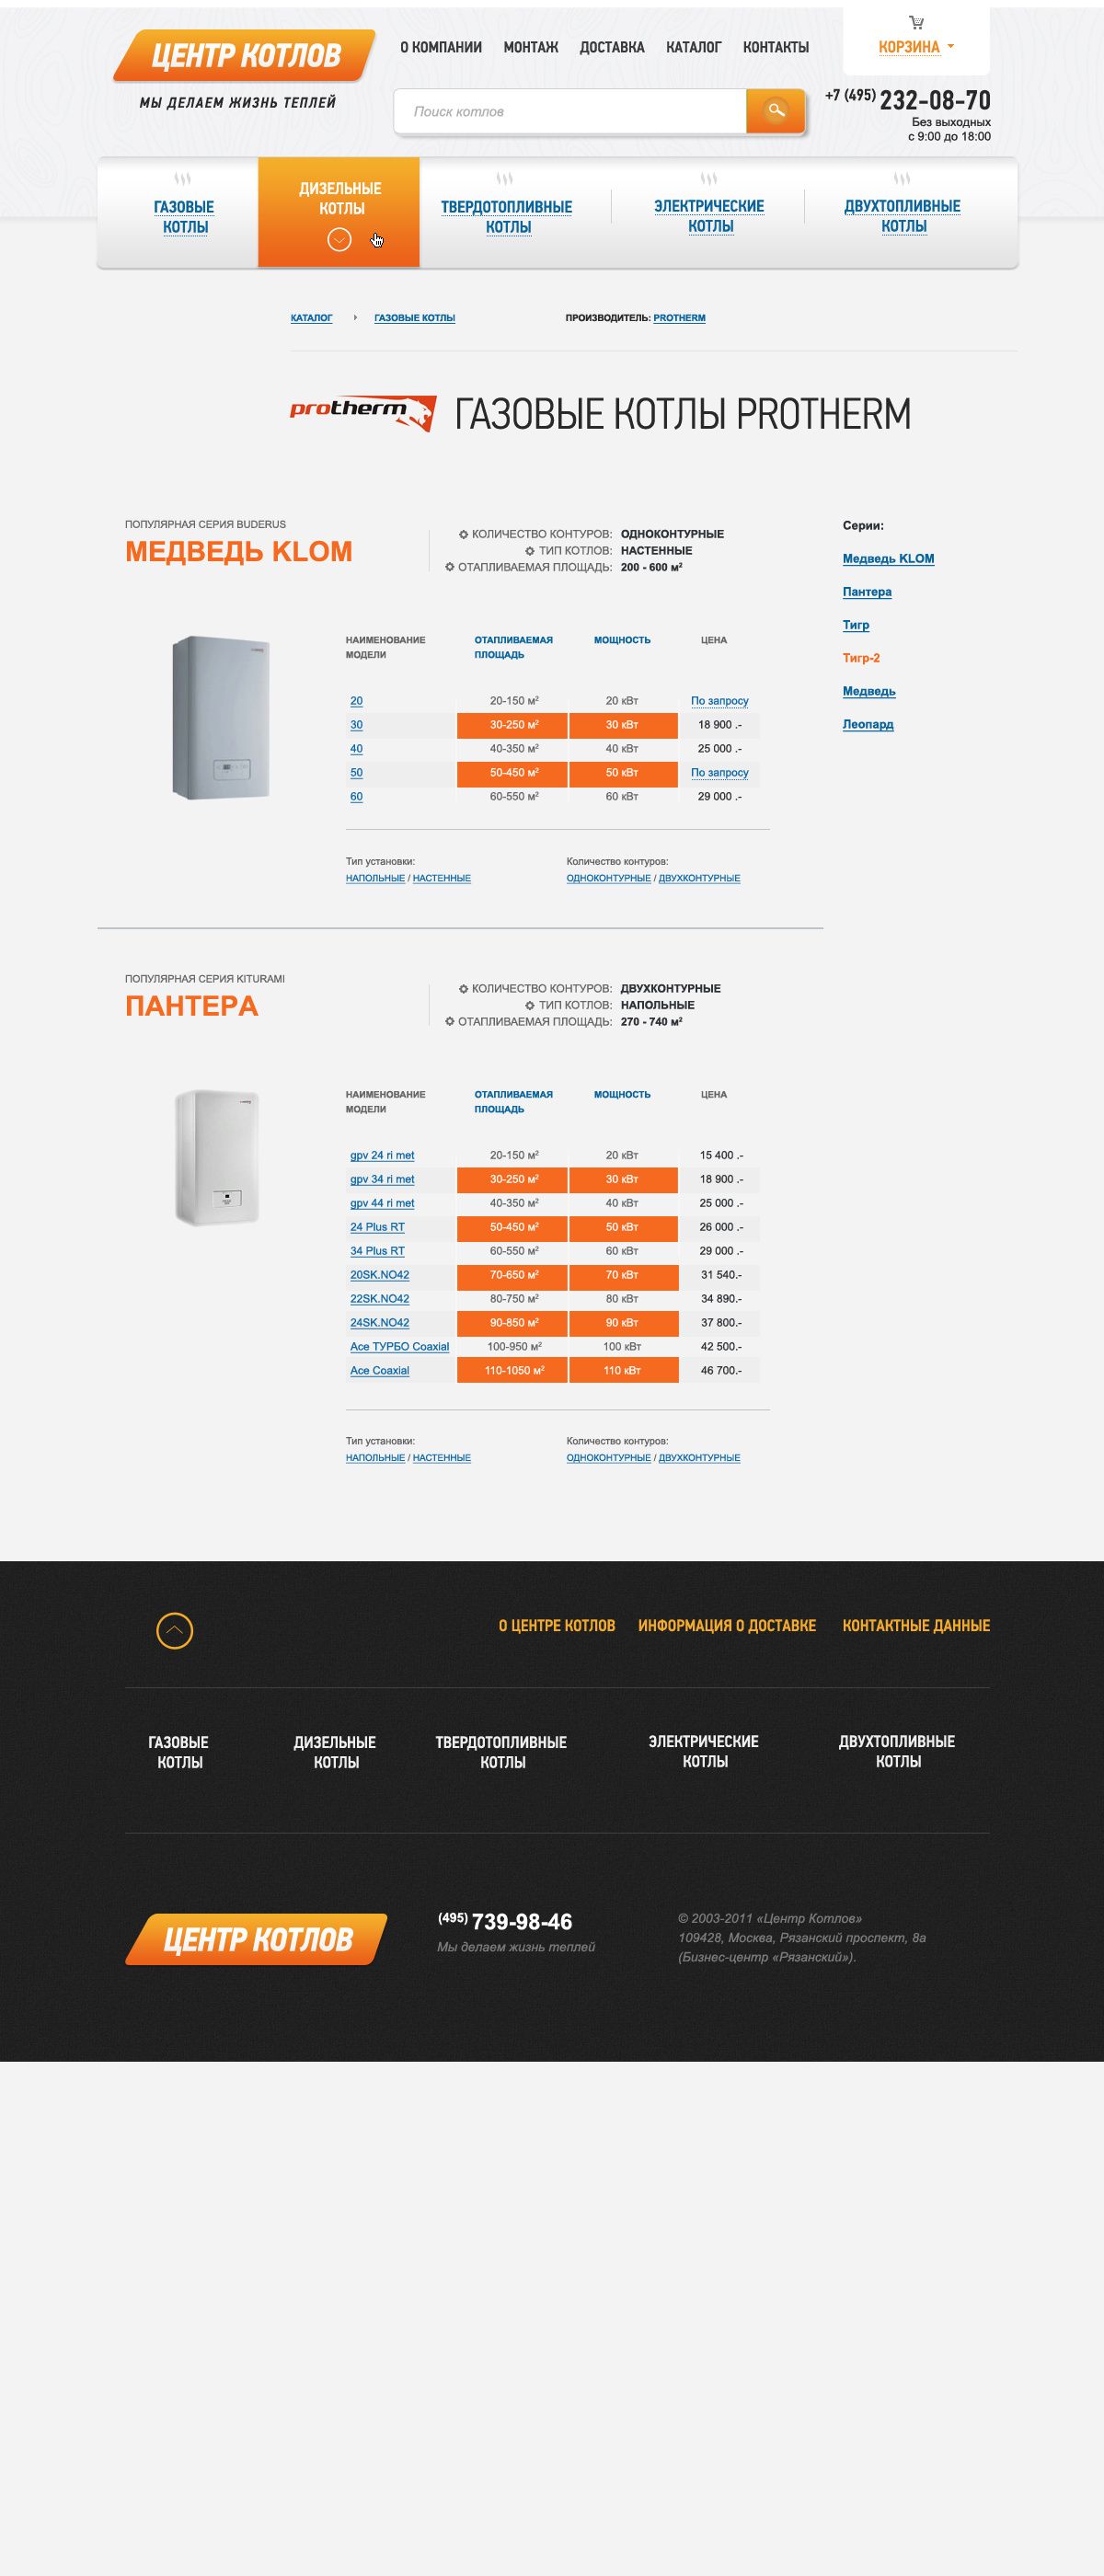 ЦЕНТР КОТЛОВ
МЫ ДЕЛАЕМ ЖИЗНЬ ТЕПЛЕЙ
О КОМПАНИИ МОНТАЖ ДОСТАВКА КАТАЛОГ КОНТАКТЫ
КОРЗИНА
Поиск котлов
+7 (495) 232-08-70
Без выходных
с 9:00 до 18:00
ГАЗОВЫЕ
КОТЛЫ
ДИЗЕЛЬНЫЕ
КОТЛЫ
ТВЕРДОТОПЛИВНЫЕ
КОТЛЫ
ЭЛЕКТРИЧЕСКИЕ
КОТЛЫ
ДВУХТОПЛИВНЫЕ
КОТЛЫ
КАТАЛОГ ГАЗОВЫЕ КОТЛЫ ПРОИЗВОДИТЕЛЬ: PROTHERM
protherm ГАЗОВЫЕ КОТЛЫ PROTHERM
ПОПУЛЯРНАЯ СЕРИЯ BUDERUS
МЕДВЕДЬ KLOM
КОЛИЧЕСТВО КОНТУРОВ: ОДНОКОНТУРНЫЕ
ТИП КОТЛОВ: НАСТЕННЫЕ
ОТАПЛИВАЕМАЯ ПЛОЩАДЬ: 200 - 600 м²
Серии:
Медведь KLOM
Пантера
Тигр
Тигр-2
Медведь
Леопард
НАИМЕНОВАНИЕ
МОДЕЛИ
ОТАПЛИВАЕМАЯ
ПЛОЩАДЬ
МОЩНОСТЬ
ЦЕНА
20 20-150 м² 20 кВт По запросу
30 30-250 м² 30 кВт 18 900 .-
40 40-350 м² 40 кВт 25 000 .-
50 50-450 м² 50 кВт По запросу
60 60-550 м² 60 кВт 29 000 .-
Тип установки:
НАПОЛЬНЫЕ / НАСТЕННЫЕ
Количество контуров:
ОДНОКОНТУРНЫЕ / ДВУХКОНТУРНЫЕ
ПОПУЛЯРНАЯ СЕРИЯ KITURAMI
ПАНТЕРА
КОЛИЧЕСТВО КОНТУРОВ: ДВУХКОНТУРНЫЕ
ТИП КОТЛОВ: НАПОЛЬНЫЕ
ОТАПЛИВАЕМАЯ ПЛОЩАДЬ: 270 - 740 м²
НАИМЕНОВАНИЕ
МОДЕЛИ
ОТАПЛИВАЕМАЯ
ПЛОЩАДЬ
МОЩНОСТЬ
ЦЕНА
gpv 24 ri met 20-150 м² 20 кВт 15 400 .-
gpv 34 ri met 30-250 м² 30 кВт 18 900 .-
gpv 44 ri met 40-350 м² 40 кВт 25 000 .-
24 Plus RT 50-450 м² 50 кВт 26 000 .-
34 Plus RT 60-550 м² 60 кВт 29 000 .-
20SK.NO42 70-650 м² 70 кВт 31 540.-
22SK.NO42 80-750 м² 80 кВт 34 890.-
24SK.NO42 90-850 м² 90 кВт 37 800.-
Ace ТУРБО Coaxial 100-950 м² 100 кВт 42 500.-
Ace Coaxial 110-1050 м² 110 кВт 46 700.-
Тип установки:
НАПОЛЬНЫЕ / НАСТЕННЫЕ
Количество контуров:
ОДНОКОНТУРНЫЕ / ДВУХКОНТУРНЫЕ
О ЦЕНТРЕ КОТЛОВ ИНФОРМАЦИЯ О ДОСТАВКЕ КОНТАКТНЫЕ ДАННЫЕ
ГАЗОВЫЕ
КОТЛЫ
ДИЗЕЛЬНЫЕ
КОТЛЫ
ТВЕРДОТОПЛИВНЫЕ
КОТЛЫ
ЭЛЕКТРИЧЕСКИЕ
КОТЛЫ
ДВУХТОПЛИВНЫЕ
КОТЛЫ
ЦЕНТР КОТЛОВ
(495) 739-98-46
Мы делаем жизнь теплей
© 2003-2011 «Центр Котлов»
109428, Москва, Рязанский проспект, 8а
(Бизнес-центр «Рязанский»).